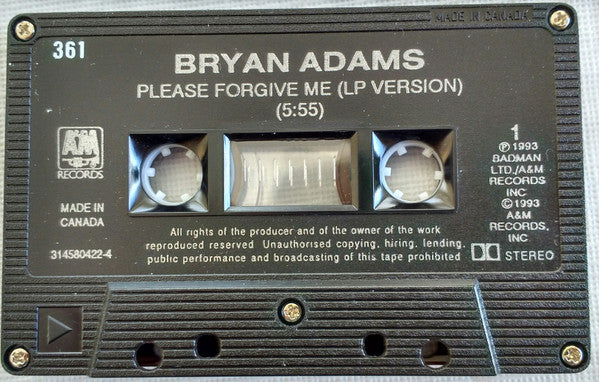 MADE IN CANADA
361
BRYAN ADAMS
PLEASE FORGIVE ME (LP VERSION)
(5:55)
A&M
RECORDS
MADE IN
CANADA
314580422-4
1
℗ 1993
BADMAN
LTD./A&M
RECORDS
INC
© 1993
A&M
RECORDS,
INC
All rights of the producer and of the owner of the work
reproduced reserved Unauthorised copying, hiring, lending,
public performance and broadcasting of this tape prohibited
STEREO